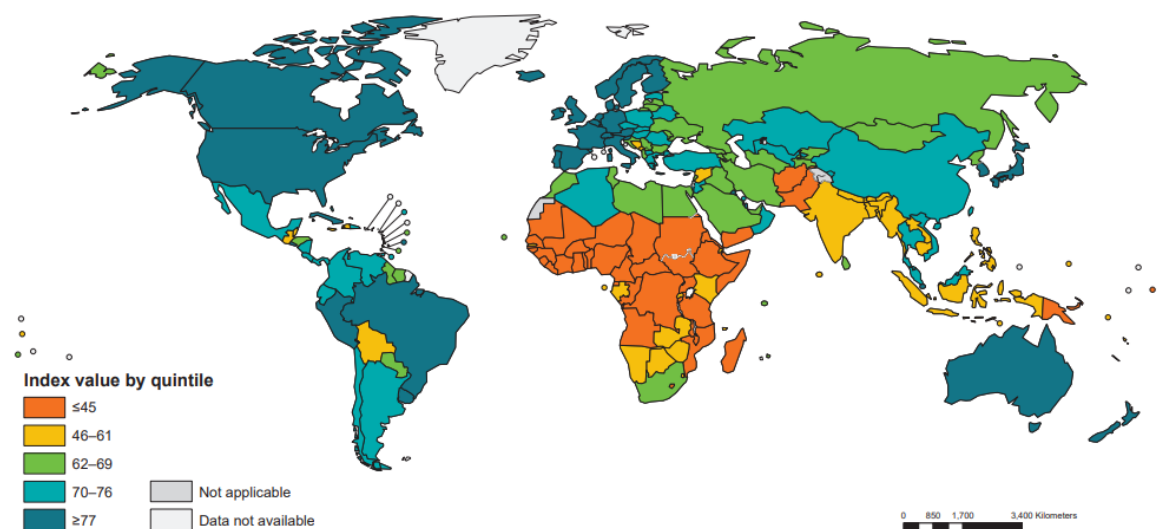 Index value by quintile
≤45
46–61
62–69
70–76
≥77
Not applicable
Data not available
0 850 1,700 3,400 Kilometers